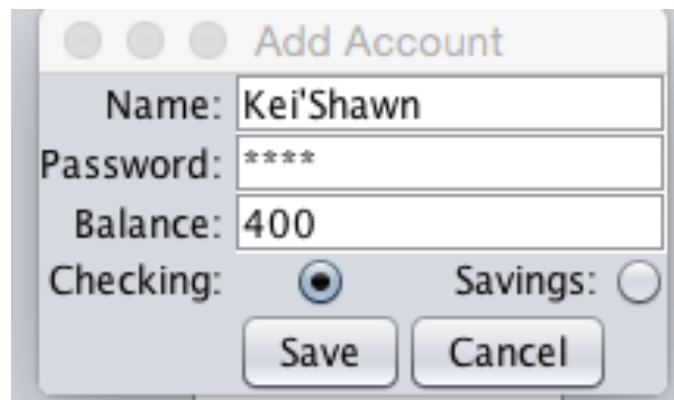 Add Account
Name: Kei'Shawn
Password: ****
Balance: 400
Checking: Savings:
Save Cancel